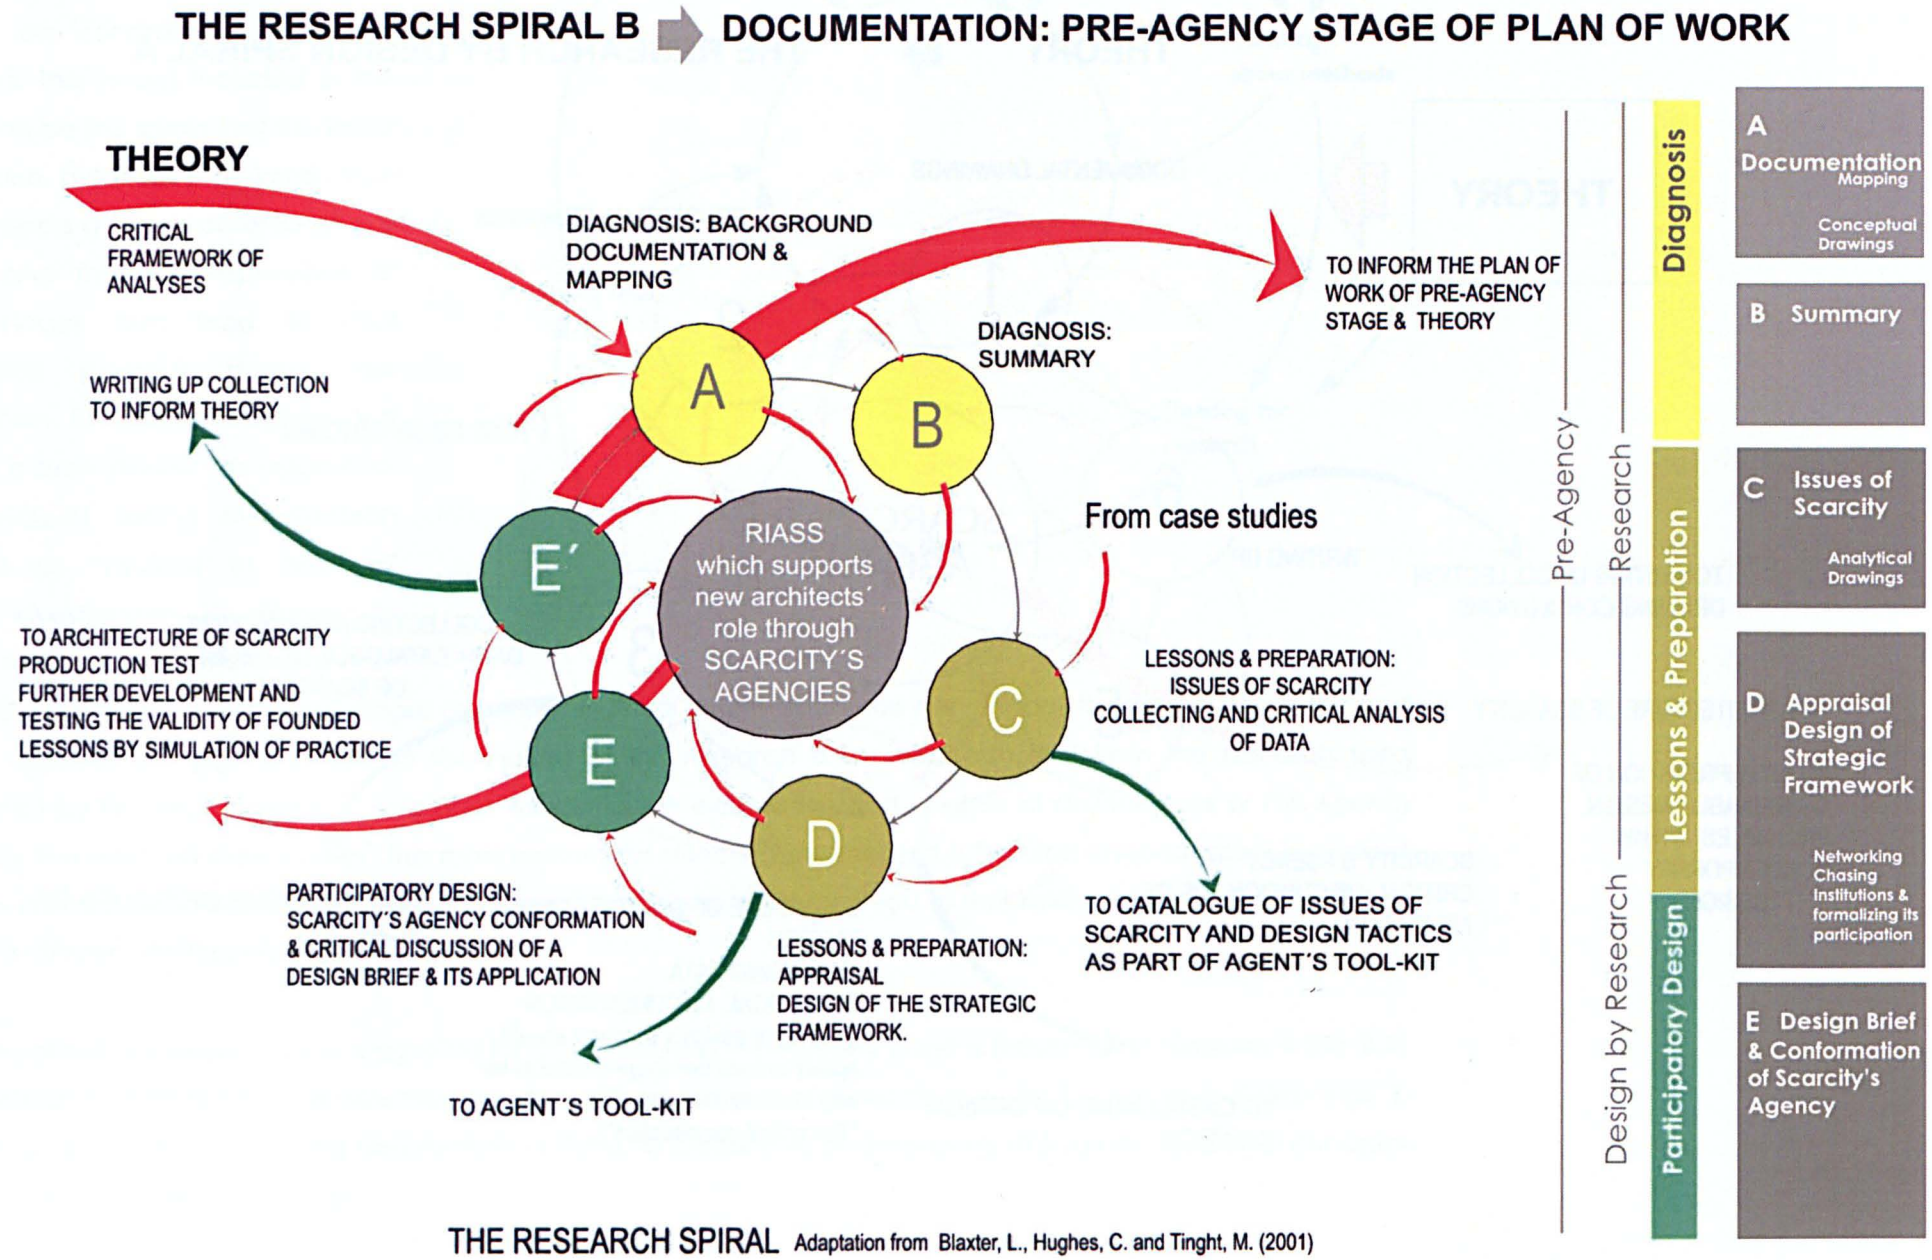 THE RESEARCH SPIRAL B
DOCUMENTATION: PRE-AGENCY STAGE OF PLAN OF WORK
THEORY
CRITICAL
FRAMEWORK OF
ANALYSES
DIAGNOSIS: BACKGROUND
DOCUMENTATION &
MAPPING
TO INFORM THE PLAN OF
WORK OF PRE-AGENCY
STAGE & THEORY
DIAGNOSIS:
SUMMARY
WRITING UP COLLECTION
TO INFORM THEORY
A
B
From case studies
E´
RIASS
which supports
new architects´
role through
SCARCITY´S
AGENCIES
TO ARCHITECTURE OF SCARCITY
PRODUCTION TEST
FURTHER DEVELOPMENT AND
TESTING THE VALIDITY OF FOUNDED
LESSONS BY SIMULATION OF PRACTICE
C
LESSONS & PREPARATION:
ISSUES OF SCARCITY
COLLECTING AND CRITICAL ANALYSIS
OF DATA
E
D
PARTICIPATORY DESIGN:
SCARCITY´S AGENCY CONFORMATION
& CRITICAL DISCUSSION OF A
DESIGN BRIEF & ITS APPLICATION
LESSONS & PREPARATION:
APPRAISAL
DESIGN OF THE STRATEGIC
FRAMEWORK.
TO CATALOGUE OF ISSUES OF
SCARCITY AND DESIGN TACTICS
AS PART OF AGENT´S TOOL-KIT
TO AGENT´S TOOL-KIT
Pre-Agency
Research
Design by Research
Diagnosis
Lessons & Preparation
Participatory Design
A
Documentation
Mapping
Conceptual
Drawings
B Summary
C Issues of
Scarcity
Analytical
Drawings
D Appraisal
Design of
Strategic
Framework
Networking
Chasing
Institutions &
formalizing its
participation
E Design Brief
& Conformation
of Scarcity's
Agency
THE RESEARCH SPIRAL Adaptation from Blaxter, L., Hughes, C. and Tinght, M. (2001)